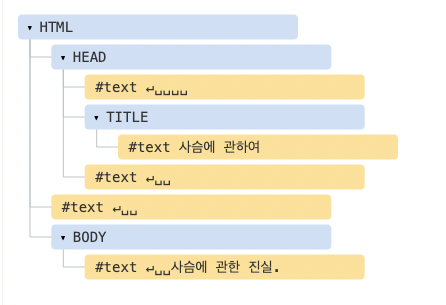 ▾ HTML
▾ HEAD
#text ↵␣␣␣␣
▾ TITLE
#text 사슴에 관하여
#text ↵␣␣
#text ↵␣␣
▾ BODY
#text ↵␣␣사슴에 관한 진실.